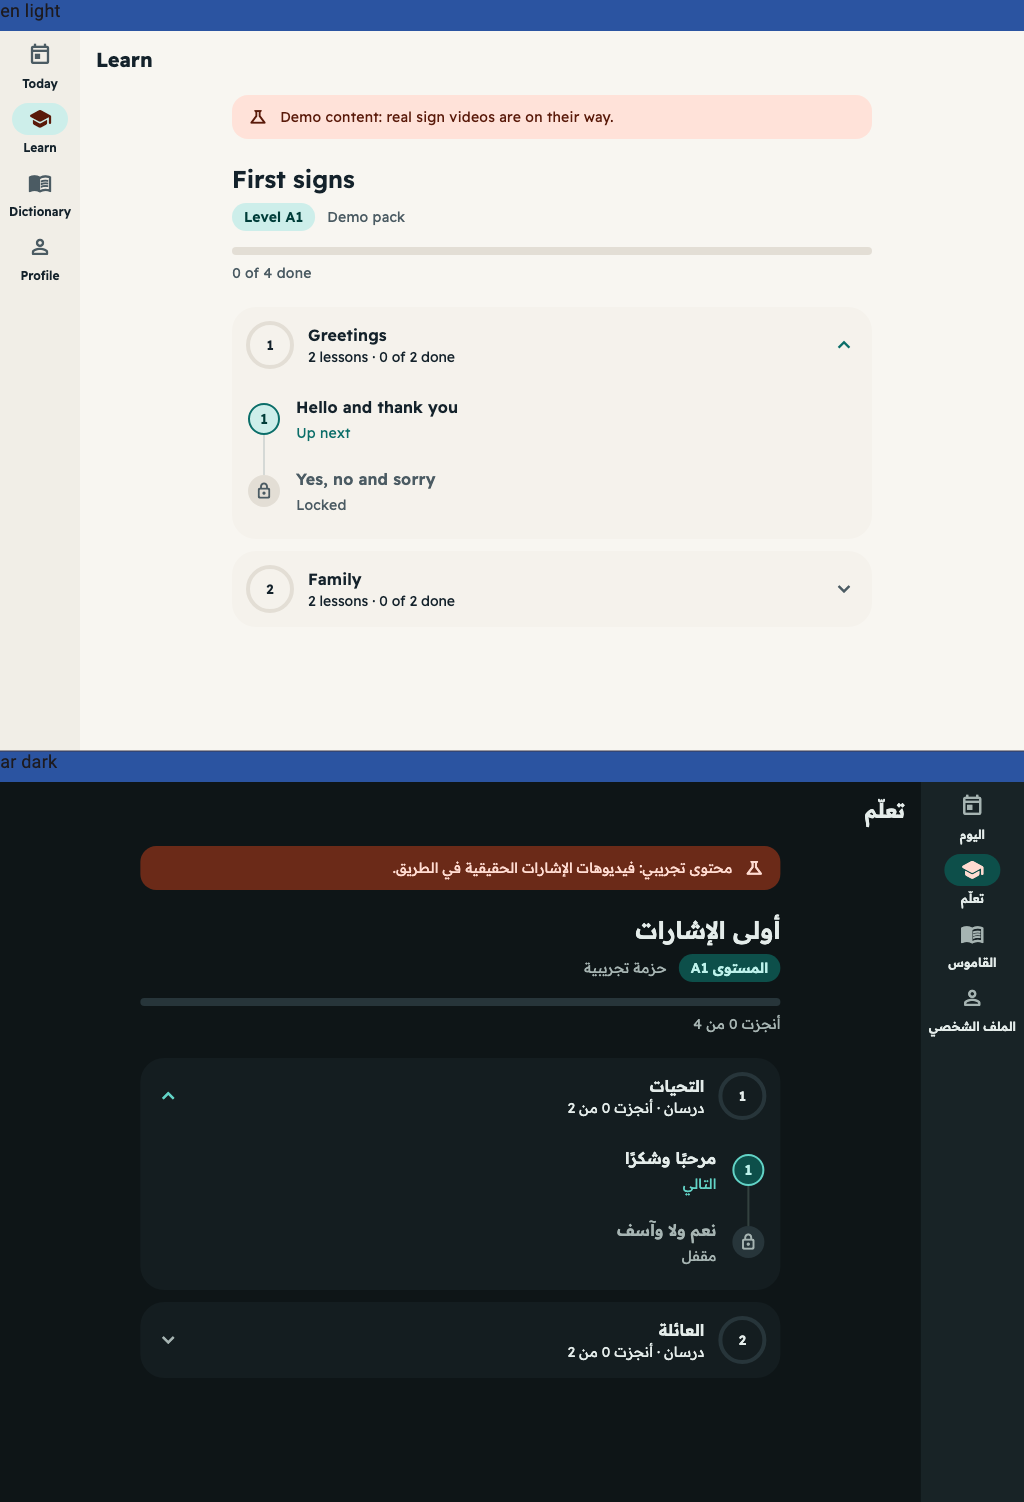 en light
Today
Learn
Dictionary
Profile
Learn
Demo content: real sign videos are on their way.
First signs
Level A1 Demo pack
0 of 4 done
1
Greetings
2 lessons · 0 of 2 done
1
Hello and thank you
Up next
Yes, no and sorry
Locked
2
Family
2 lessons · 0 of 2 done
ar dark
اليوم
تعلّم
القاموس
الملف الشخصي
تعلّم
محتوى تجريبي: فيديوهات الإشارات الحقيقية في الطريق.
أولى الإشارات
المستوى A1 حزمة تجريبية
أنجزت 0 من 4
1
التحيات
درسان · أنجزت 0 من 2
1
مرحبًا وشكرًا
التالي
نعم ولا وآسف
مقفل
2
العائلة
درسان · أنجزت 0 من 2